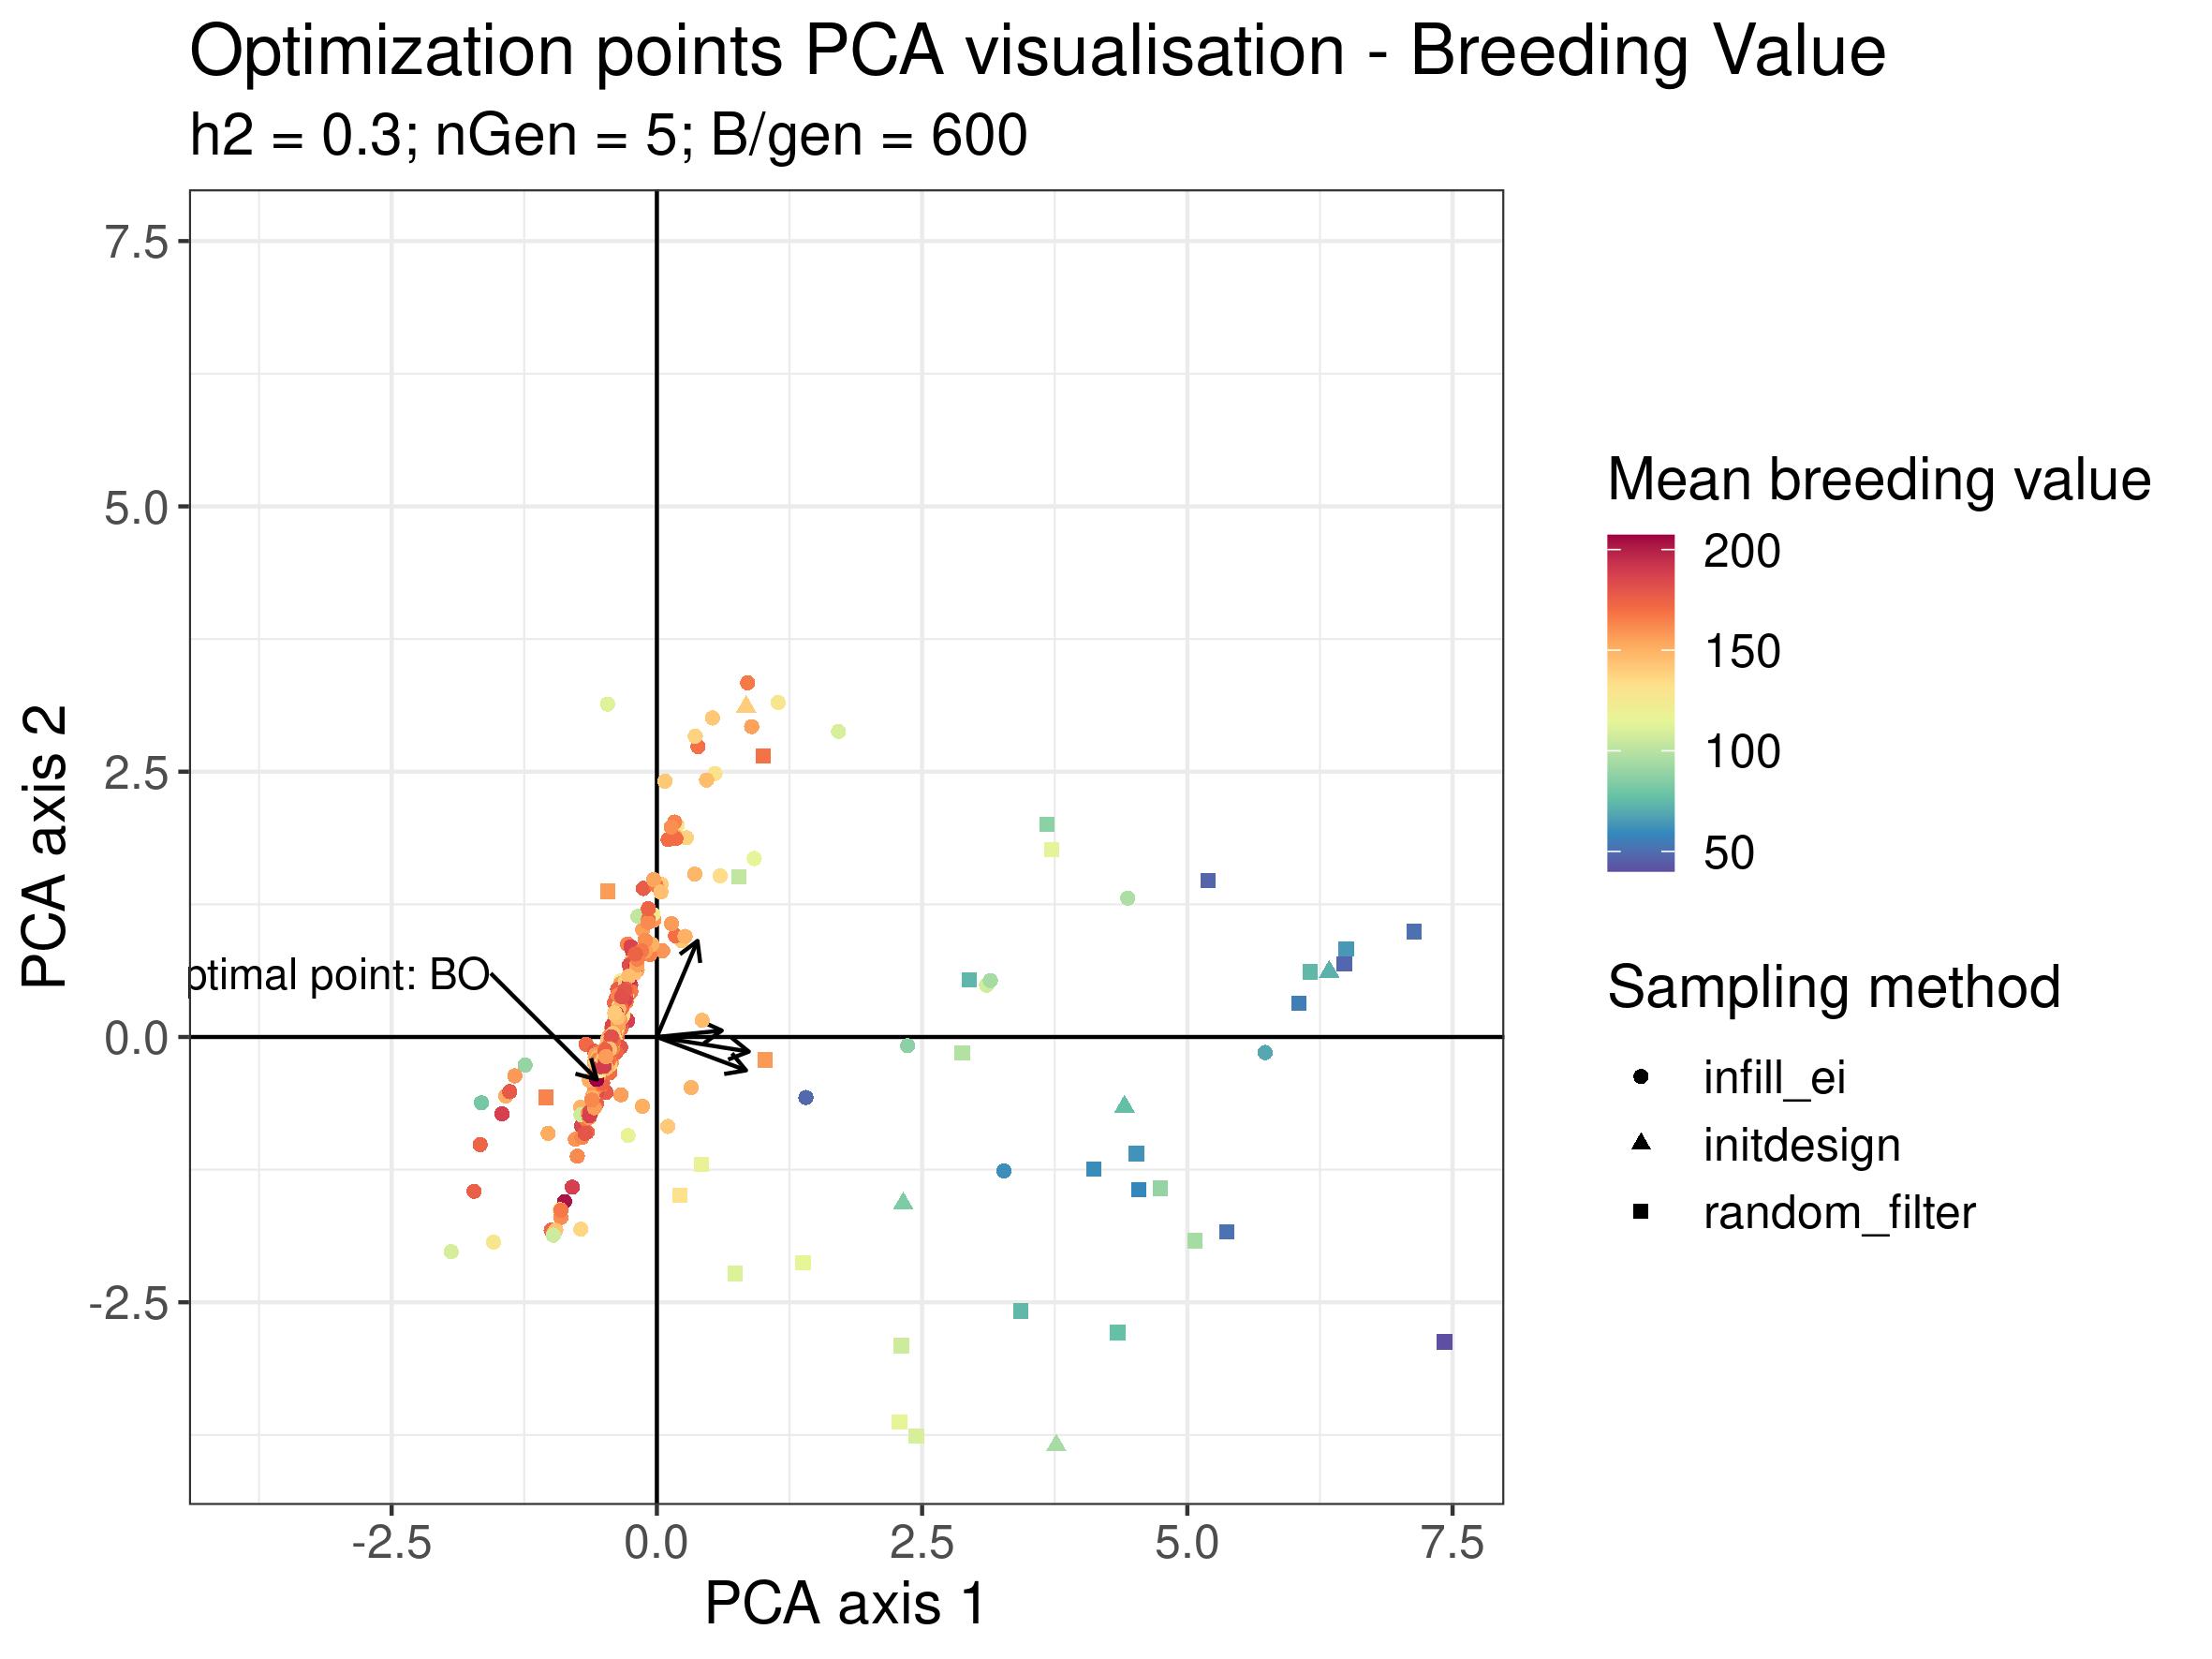 Optimization points PCA visualisation - Breeding Value
h2 = 0.3; nGen = 5; B/gen = 600
PCA axis 2
7.5
5.0
2.5
0.0
-2.5
ptimal point: BO
-2.5
0.0
2.5
5.0
7.5
PCA axis 1
Mean breeding value
200
150
100
50
Sampling method
infill_ei
initdesign
random_filter